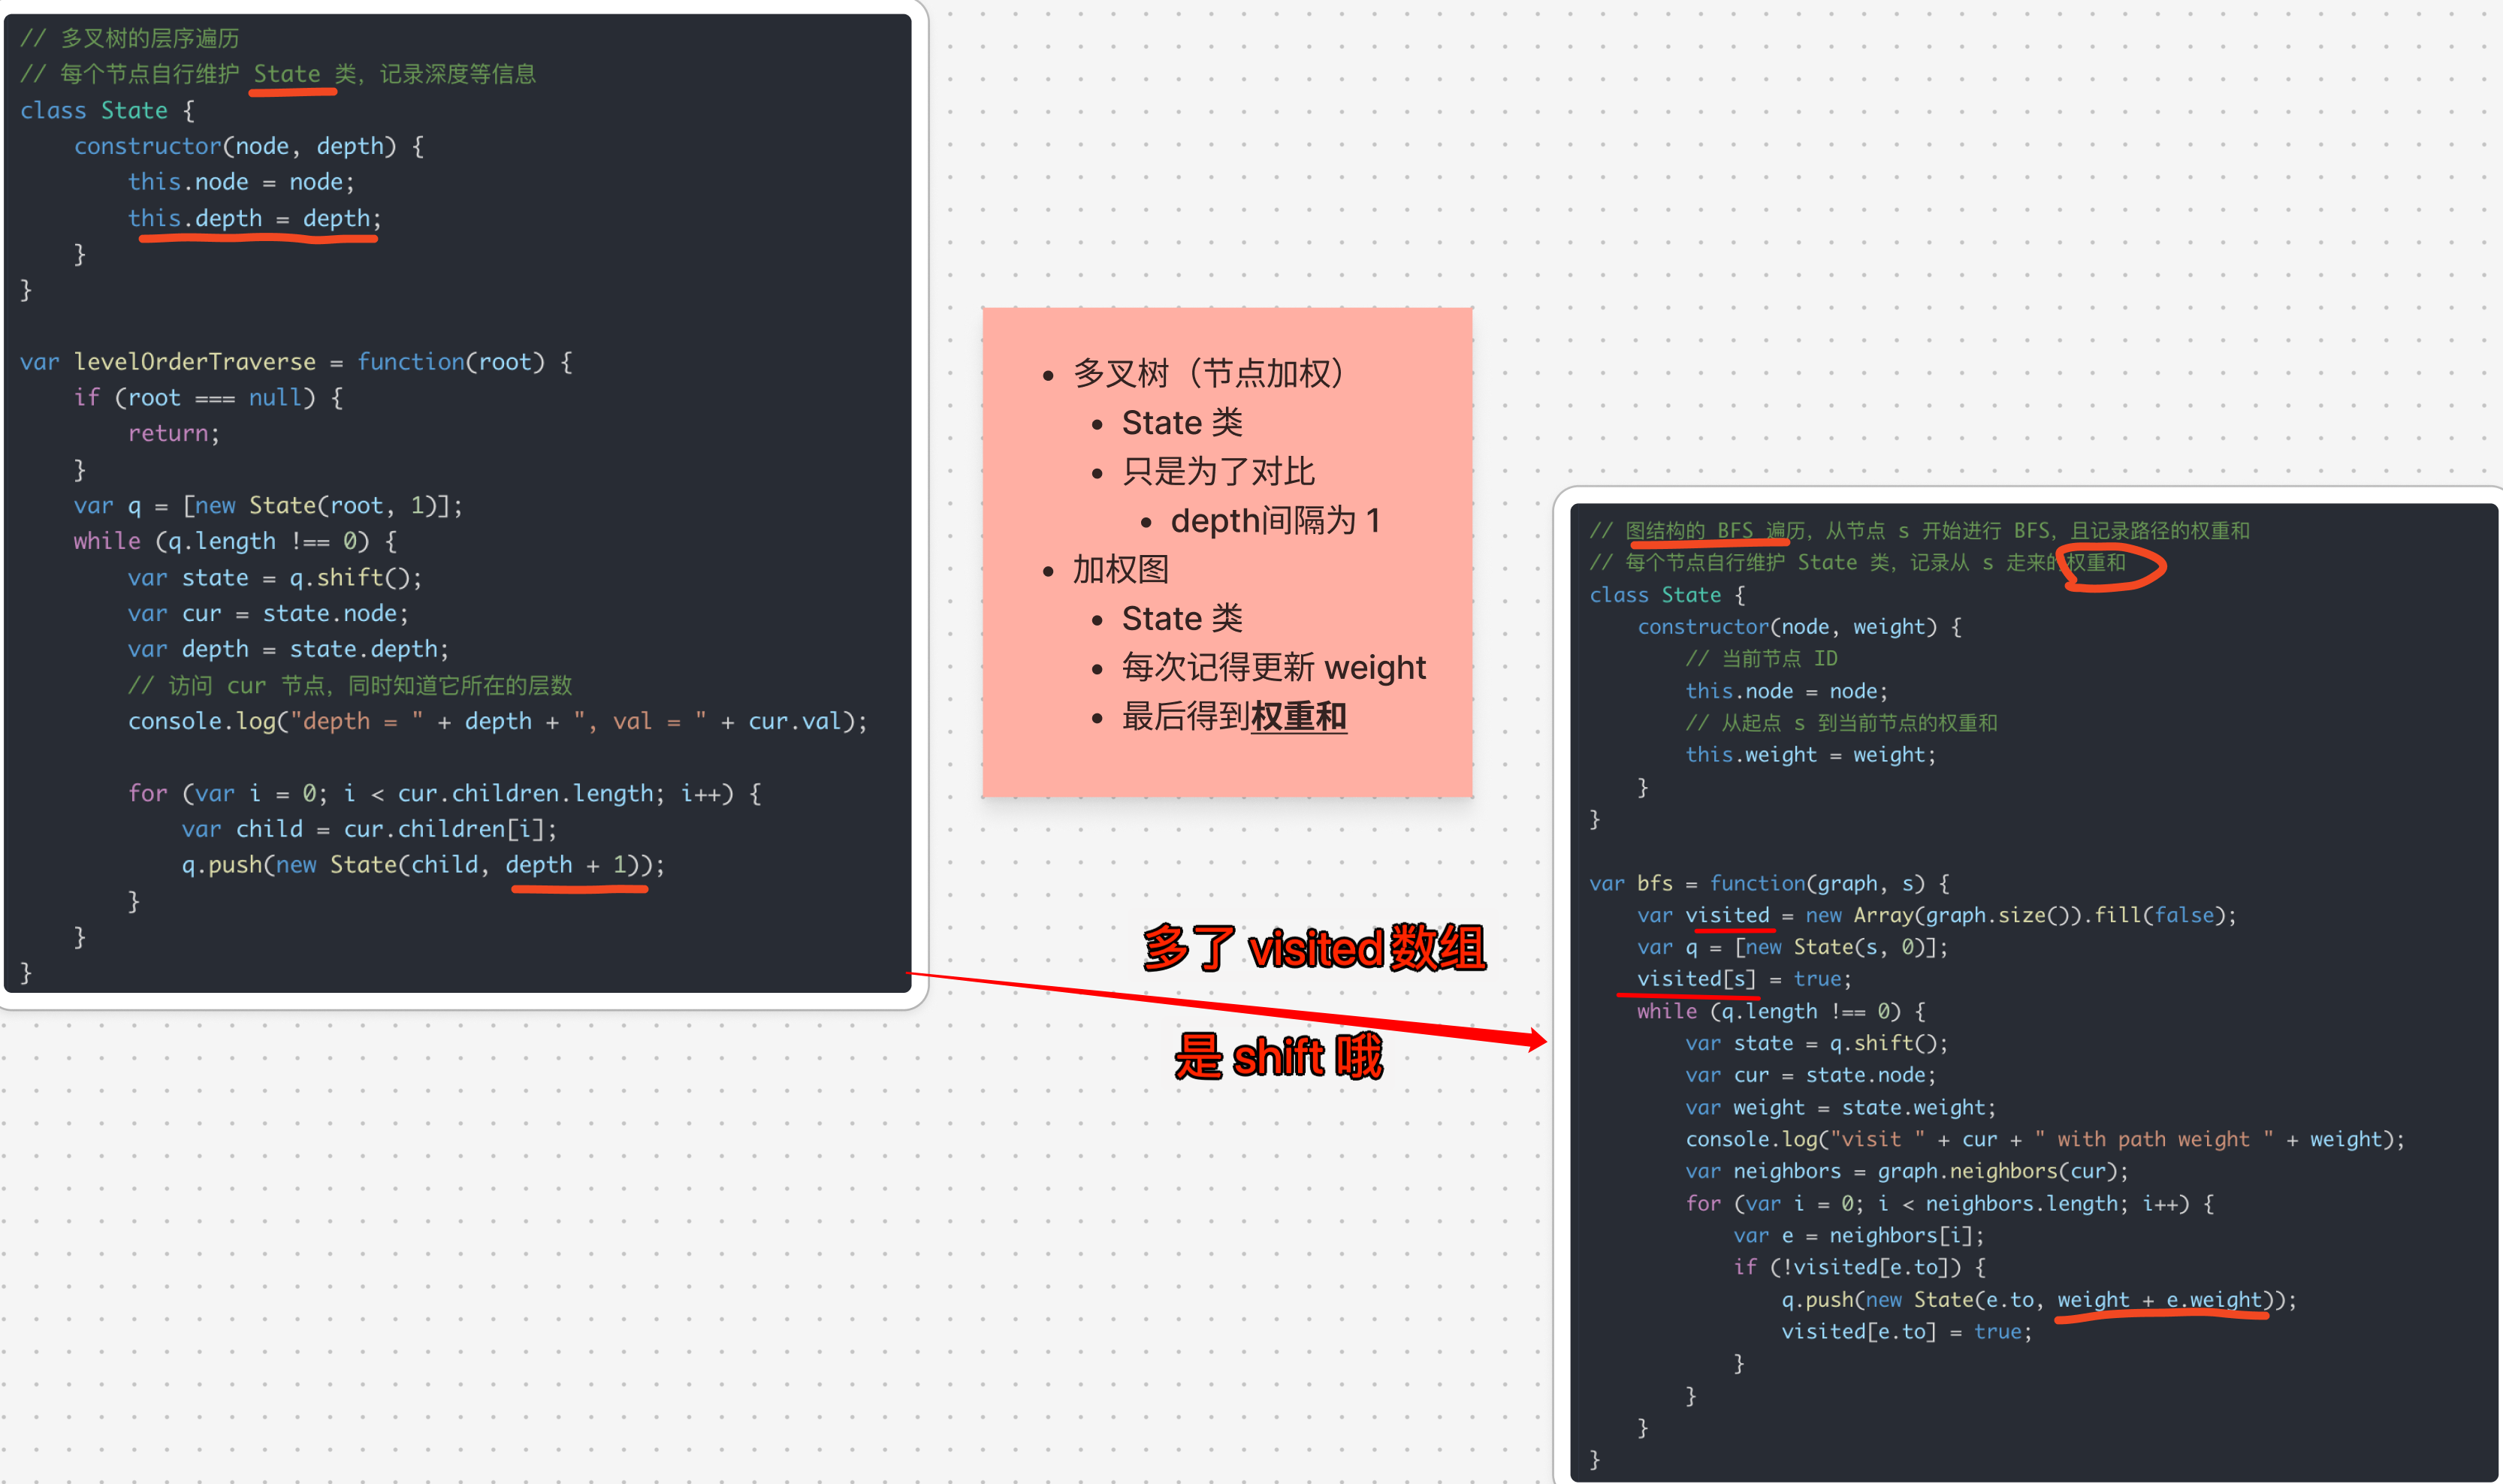 // 多叉树的层序遍历
// 每个节点自行维护 State 类，记录深度等信息
class State {
    constructor(node, depth) {
        this.node = node;
        this.depth = depth;
    }
}

var levelOrderTraverse = function(root) {
    if (root === null) {
        return;
    }
    var q = [new State(root, 1)];
    while (q.length !== 0) {
        var state = q.shift();
        var cur = state.node;
        var depth = state.depth;
        // 访问 cur 节点，同时知道它所在的层数
        console.log("depth = " + depth + ", val = " + cur.val);

        for (var i = 0; i < cur.children.length; i++) {
            var child = cur.children[i];
            q.push(new State(child, depth + 1));
        }
    }
}
• 多叉树（节点加权）
• State 类
• 只是为了对比
• depth间隔为 1
• 加权图
• State 类
• 每次记得更新 weight
• 最后得到权重和
多了 visited 数组
是 shift 哦
// 图结构的 BFS 遍历，从节点 s 开始进行 BFS，且记录路径的权重和
// 每个节点自行维护 State 类，记录从 s 走来的权重和
class State {
    constructor(node, weight) {
        // 当前节点 ID
        this.node = node;
        // 从起点 s 到当前节点的权重和
        this.weight = weight;
    }
}

var bfs = function(graph, s) {
    var visited = new Array(graph.size()).fill(false);
    var q = [new State(s, 0)];
    visited[s] = true;
    while (q.length !== 0) {
        var state = q.shift();
        var cur = state.node;
        var weight = state.weight;
        console.log("visit " + cur + " with path weight " + weight);
        var neighbors = graph.neighbors(cur);
        for (var i = 0; i < neighbors.length; i++) {
            var e = neighbors[i];
            if (!visited[e.to]) {
                q.push(new State(e.to, weight + e.weight));
                visited[e.to] = true;
            }
        }
    }
}